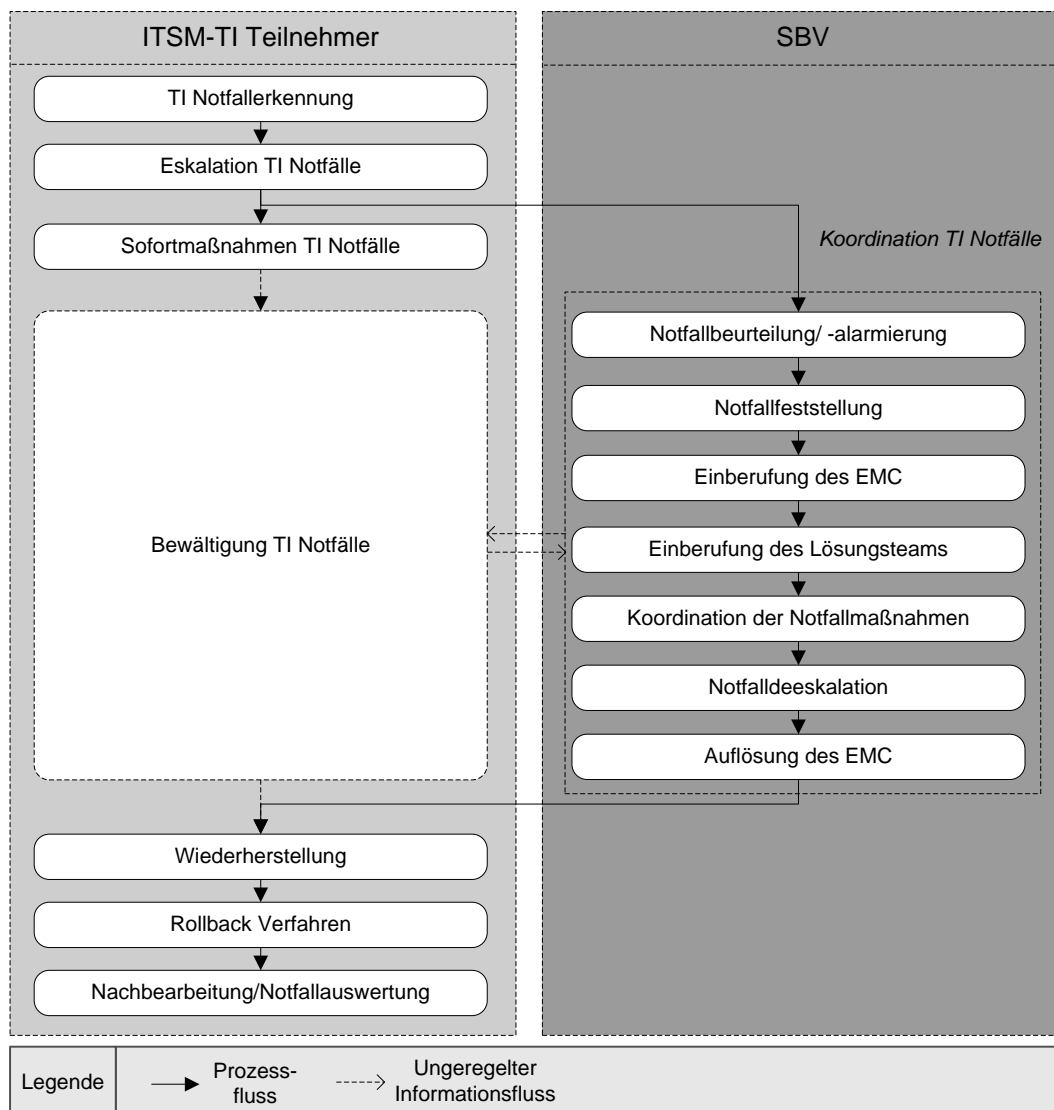 ITSM-TI Teilnehmer
TI Notfallerkennung
Eskalation TI Notfälle
Sofortmaßnahmen TI Notfälle
Bewältigung TI Notfälle
Wiederherstellung
Rollback Verfahren
Nachbearbeitung/Notfallauswertung
SBV
Koordination TI Notfälle
Notfallbeurteilung/ -alarmierung
Notfallfeststellung
Einberufung des EMC
Einberufung des Lösungsteams
Koordination der Notfallmaßnahmen
Notfalldeeskalation
Auflösung des EMC
Legende
Prozess-
fluss
Ungeregelter
Informationsfluss